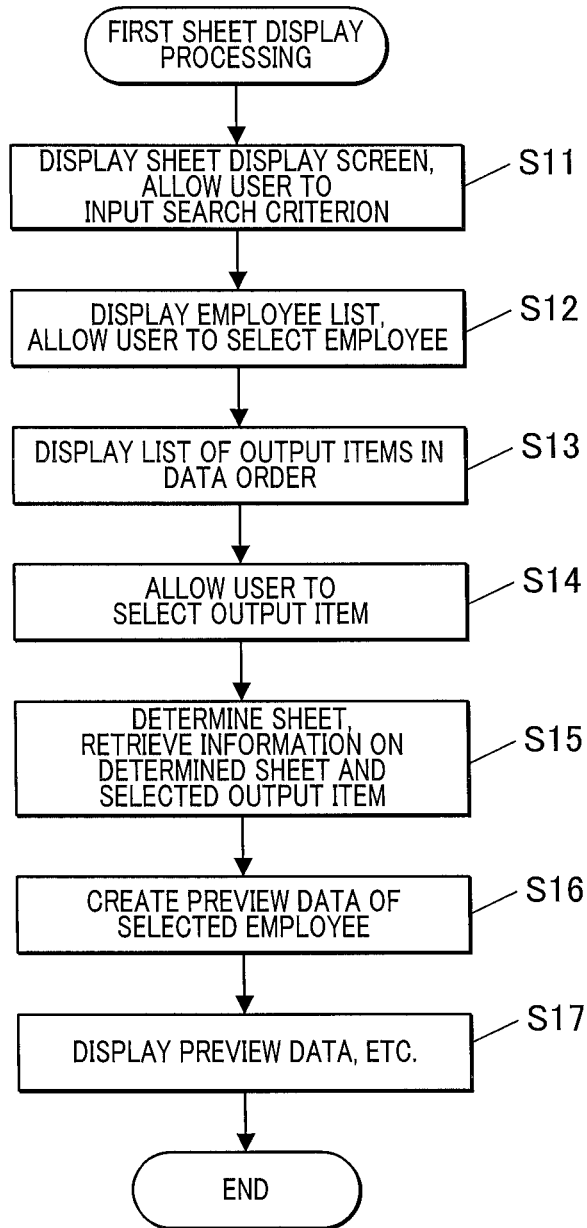 FIRST SHEET DISPLAY
PROCESSING
DISPLAY SHEET DISPLAY SCREEN,
ALLOW USER TO
INPUT SEARCH CRITERION
S11
DISPLAY EMPLOYEE LIST,
ALLOW USER TO SELECT EMPLOYEE
S12
DISPLAY LIST OF OUTPUT ITEMS IN
DATA ORDER
S13
ALLOW USER TO
SELECT OUTPUT ITEM
S14
DETERMINE SHEET,
RETRIEVE INFORMATION ON
DETERMINED SHEET AND
SELECTED OUTPUT ITEM
S15
CREATE PREVIEW DATA OF
SELECTED EMPLOYEE
S16
DISPLAY PREVIEW DATA, ETC.
S17
END